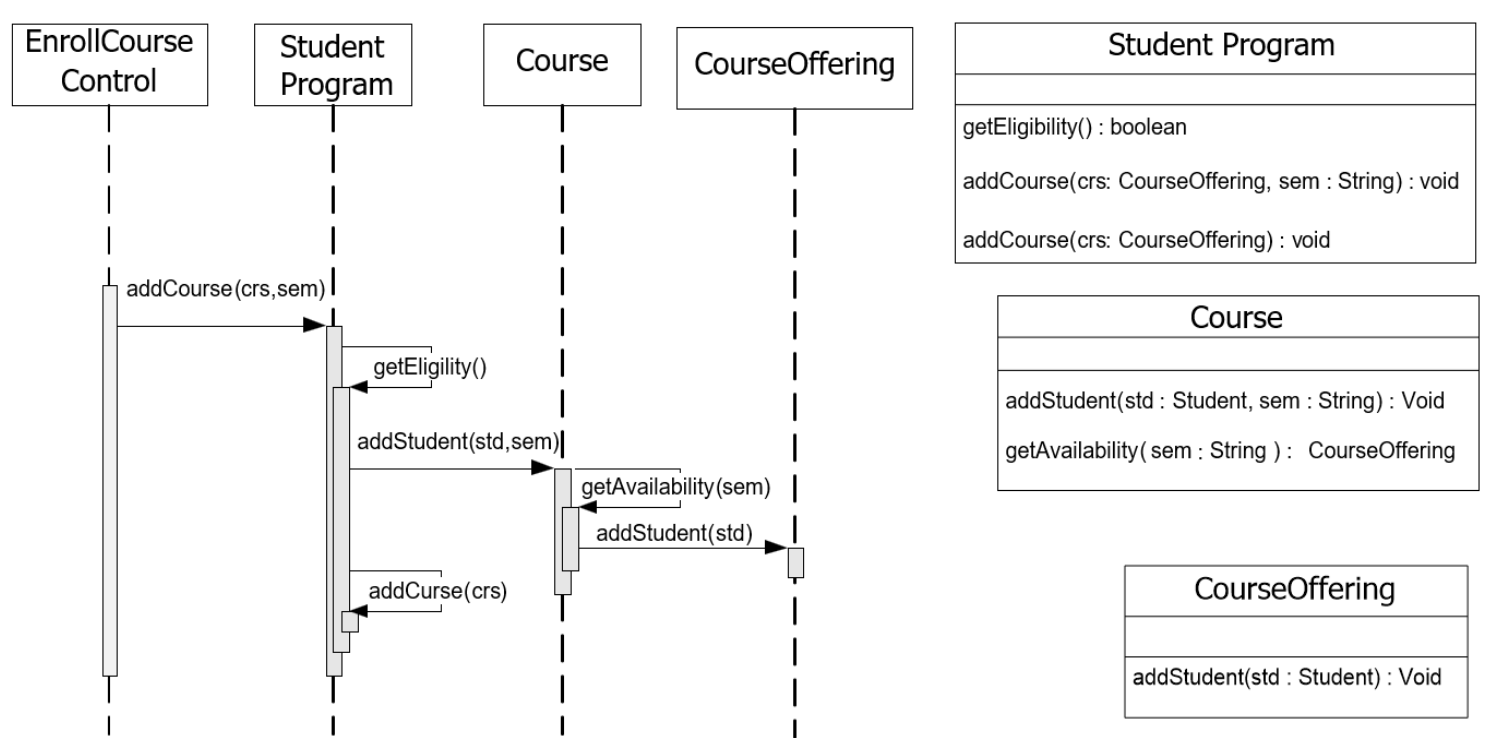 EnrollCourse
Control
Student
Program
Course
CourseOffering
addCourse(crs,sem)
getEligility()
addStudent(std,sem)
getAvailability(sem)
addStudent(std)
addCurse(crs)
Student Program
getEligibility() : boolean
addCourse(crs: CourseOffering, sem : String) : void
addCourse(crs: CourseOffering) : void
Course
addStudent(std : Student, sem : String) : Void
getAvailability( sem : String ) : CourseOffering
CourseOffering
addStudent(std : Student) : Void